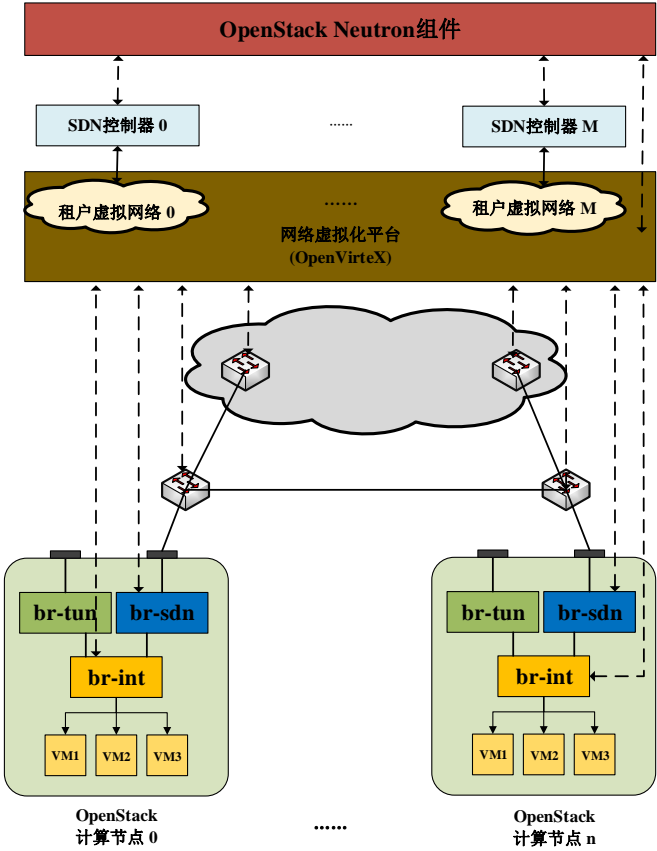 OpenStack Neutron组件
SDN控制器 0
......
SDN控制器 M
租户虚拟网络 0
......
租户虚拟网络 M
网络虚拟化平台
(OpenVirteX)
br-tun
br-sdn
br-int
VM1
VM2
VM3
br-tun
br-sdn
br-int
VM1
VM2
VM3
OpenStack
计算节点 0
......
OpenStack
计算节点 n